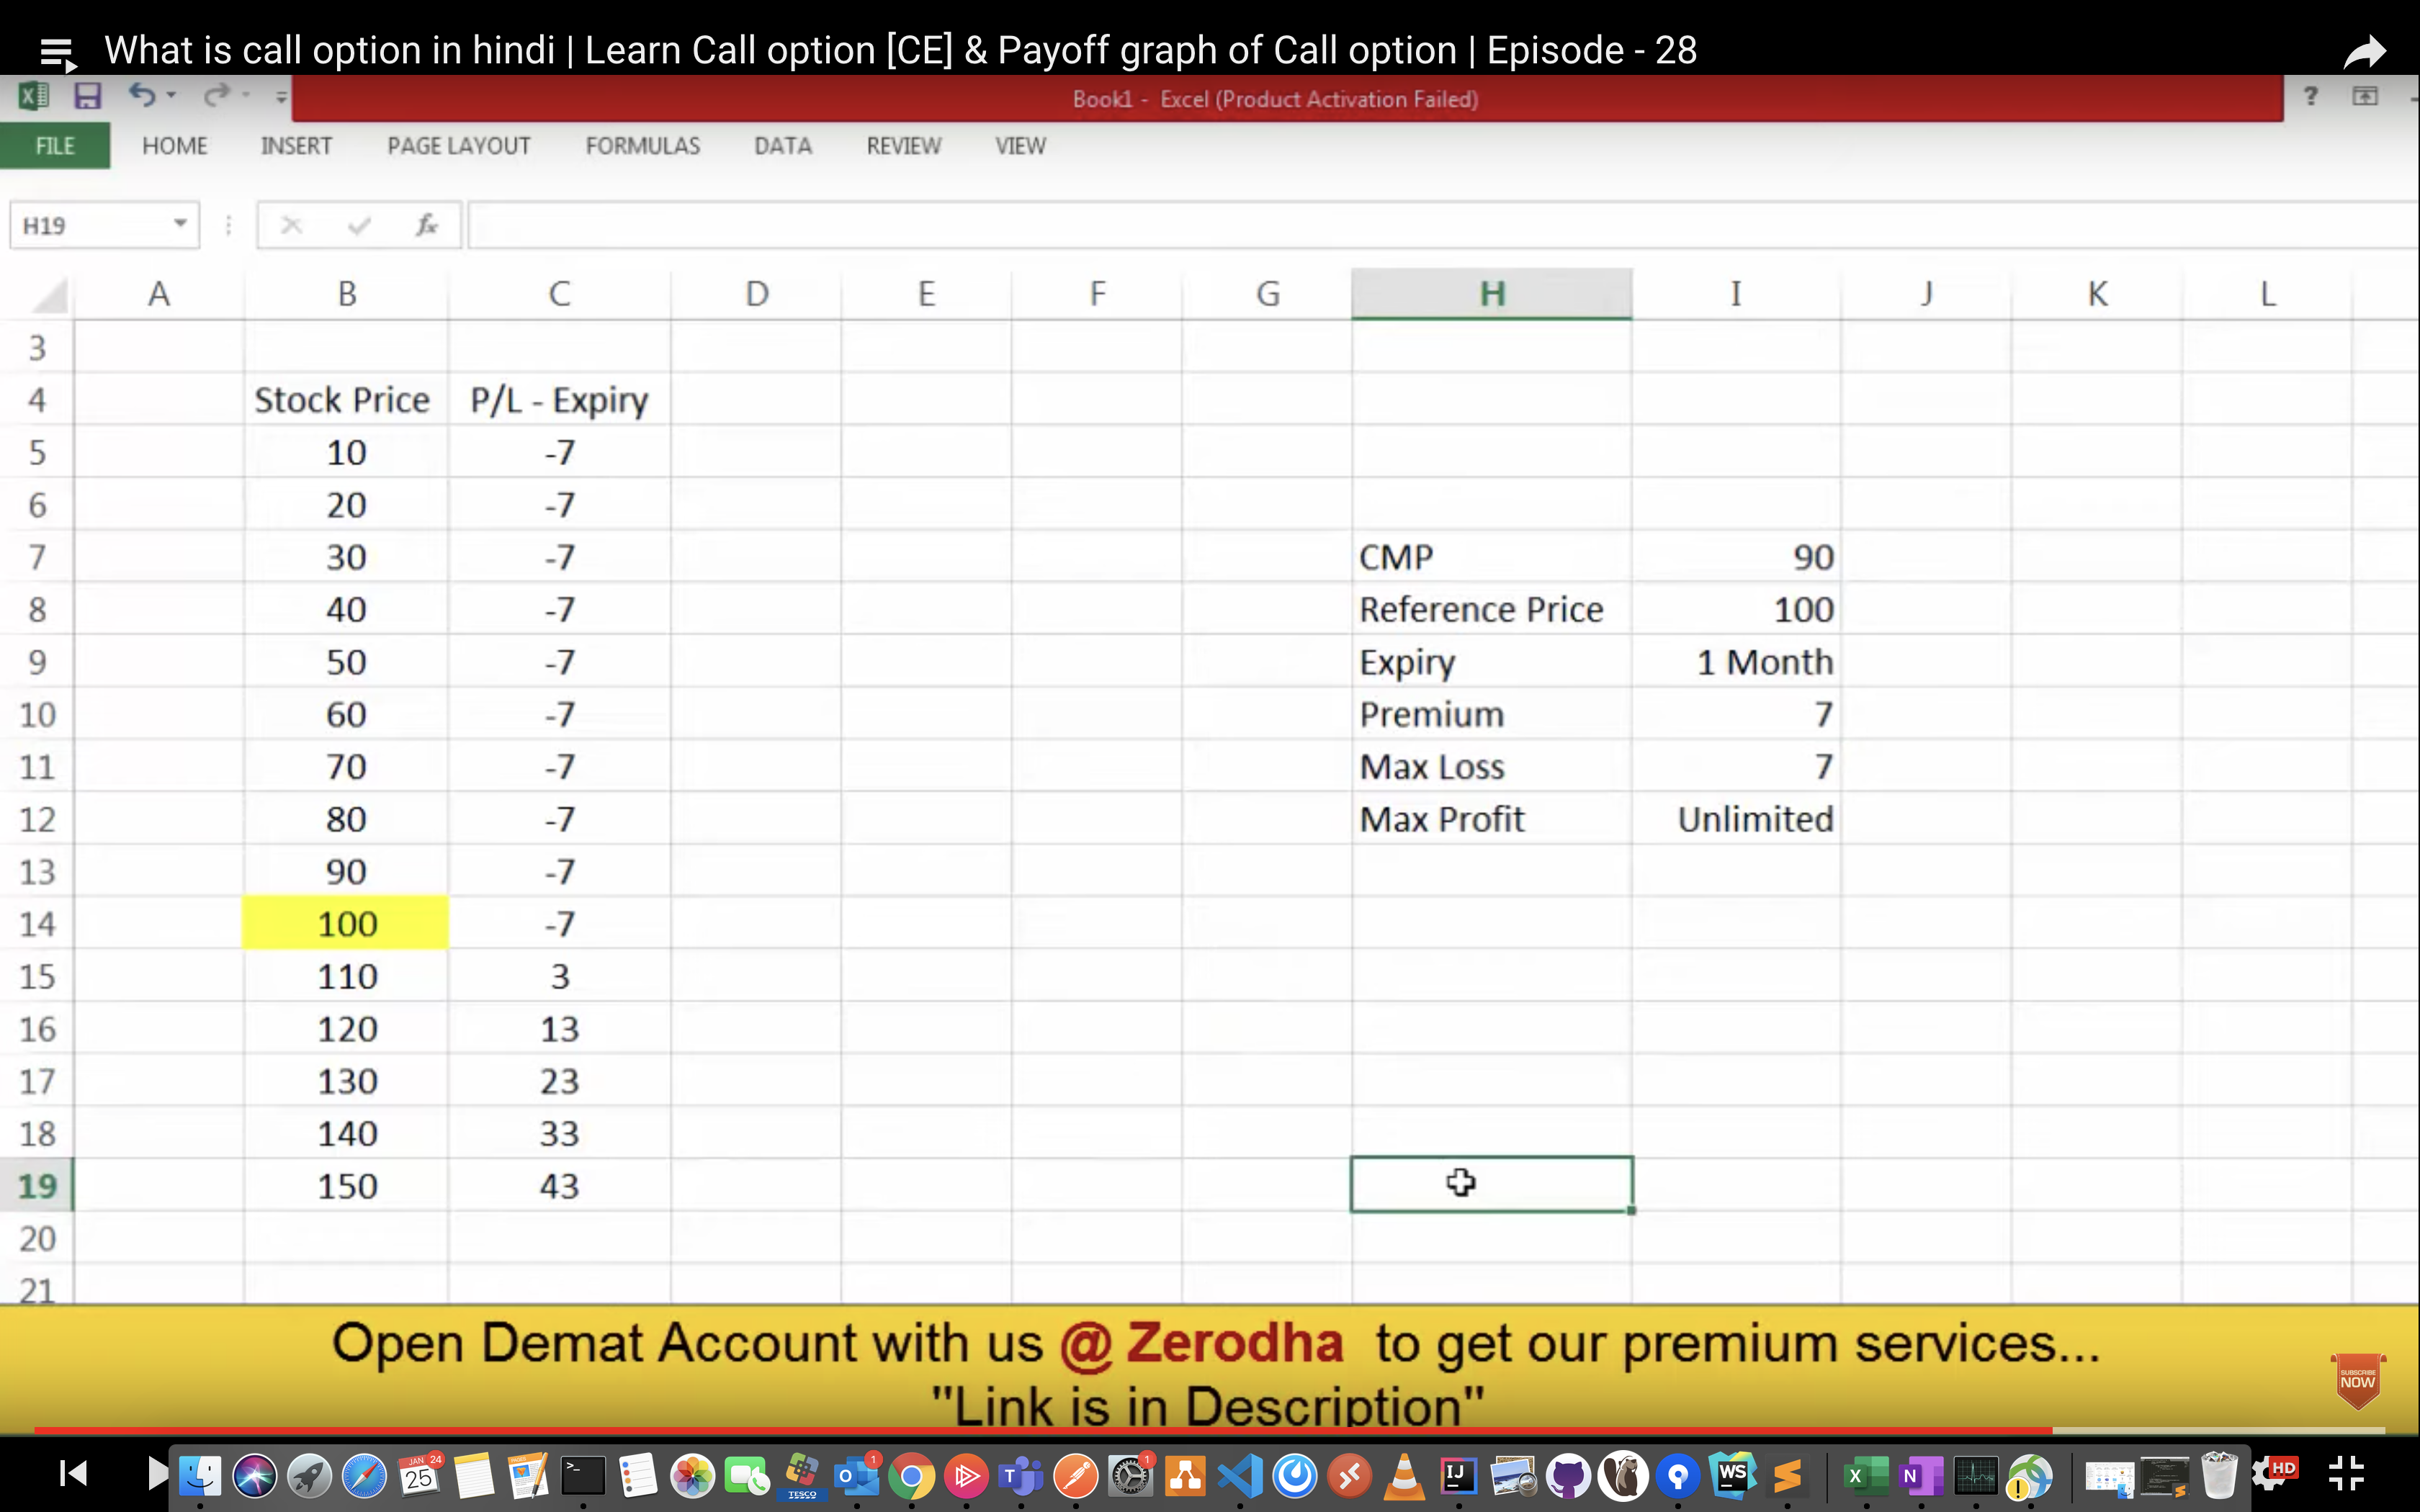 What is call option in hindi | Learn Call option [CE] & Payoff graph of Call option | Episode - 28
Book1 - Excel (Product Activation Failed)
?
FILE HOME INSERT PAGE LAYOUT FORMULAS DATA REVIEW VIEW
H19 fx
A B C D E F G H I J K L
3
4 Stock Price P/L - Expiry
5 10 -7
6 20 -7
7 30 -7 CMP 90
8 40 -7 Reference Price 100
9 50 -7 Expiry 1 Month
10 60 -7 Premium 7
11 70 -7 Max Loss 7
12 80 -7 Max Profit Unlimited
13 90 -7
14 100 -7
15 110 3
16 120 13
17 130 23
18 140 33
19 150 43
20
21
Open Demat Account with us @ Zerodha to get our premium services...
"Link is in Description"
SUBSCRIBE
NOW
JAN 24
25
TESCO
1
1
IJ
WS
X
N
HD